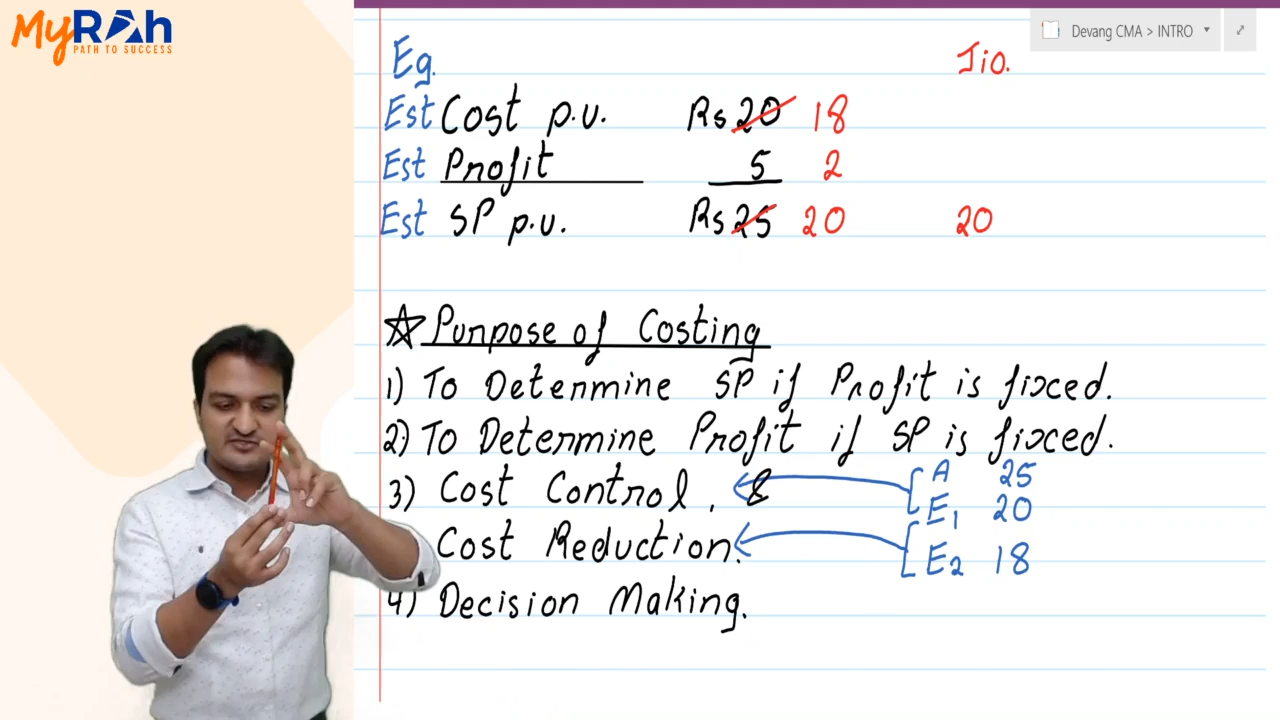 MyRAh
PATH TO SUCCESS
Devang CMA > INTRO
Eg. Jio.
Est Cost p.u. Rs 20 18
Est Profit 5 2
Est SP p.u. Rs 25 20 20
Purpose of Costing
1) To Determine SP if Profit is fixed.
2) To Determine Profit if SP is fixed.
A 25
3) Cost Control. &
E1 20
Cost Reduction.
E2 18
4) Decision Making.